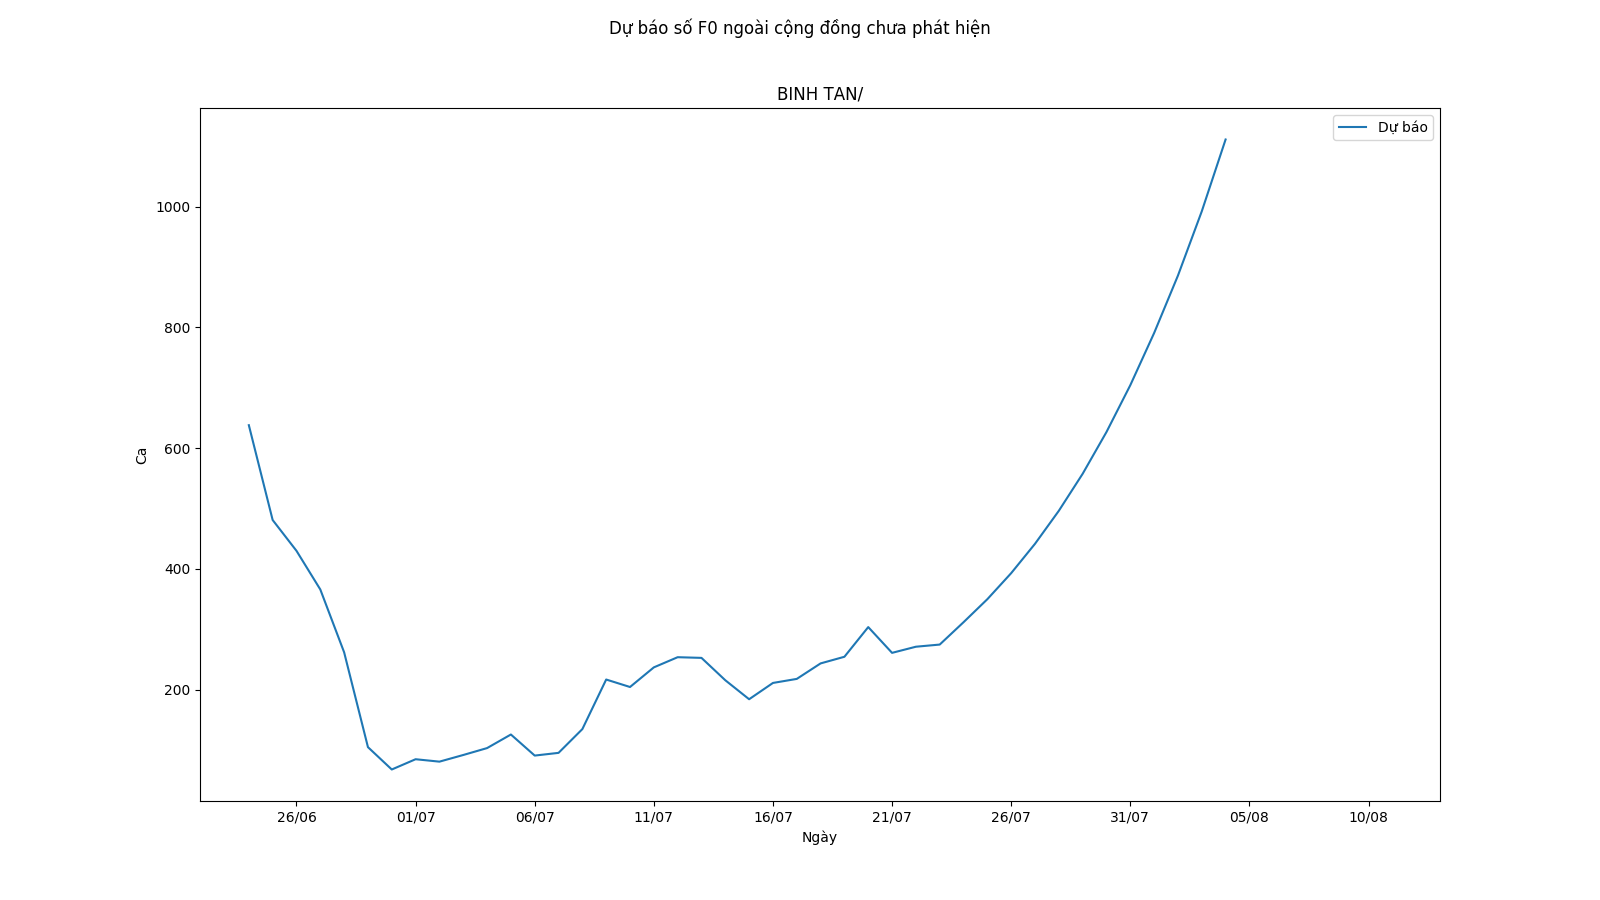 Dự báo số F0 ngoài cộng đồng chưa phát hiện
BINH TAN/
Dự báo
1000
800
600
400
200
Ca
26/06 01/07 06/07 11/07 16/07 21/07 26/07 31/07 05/08 10/08
Ngày